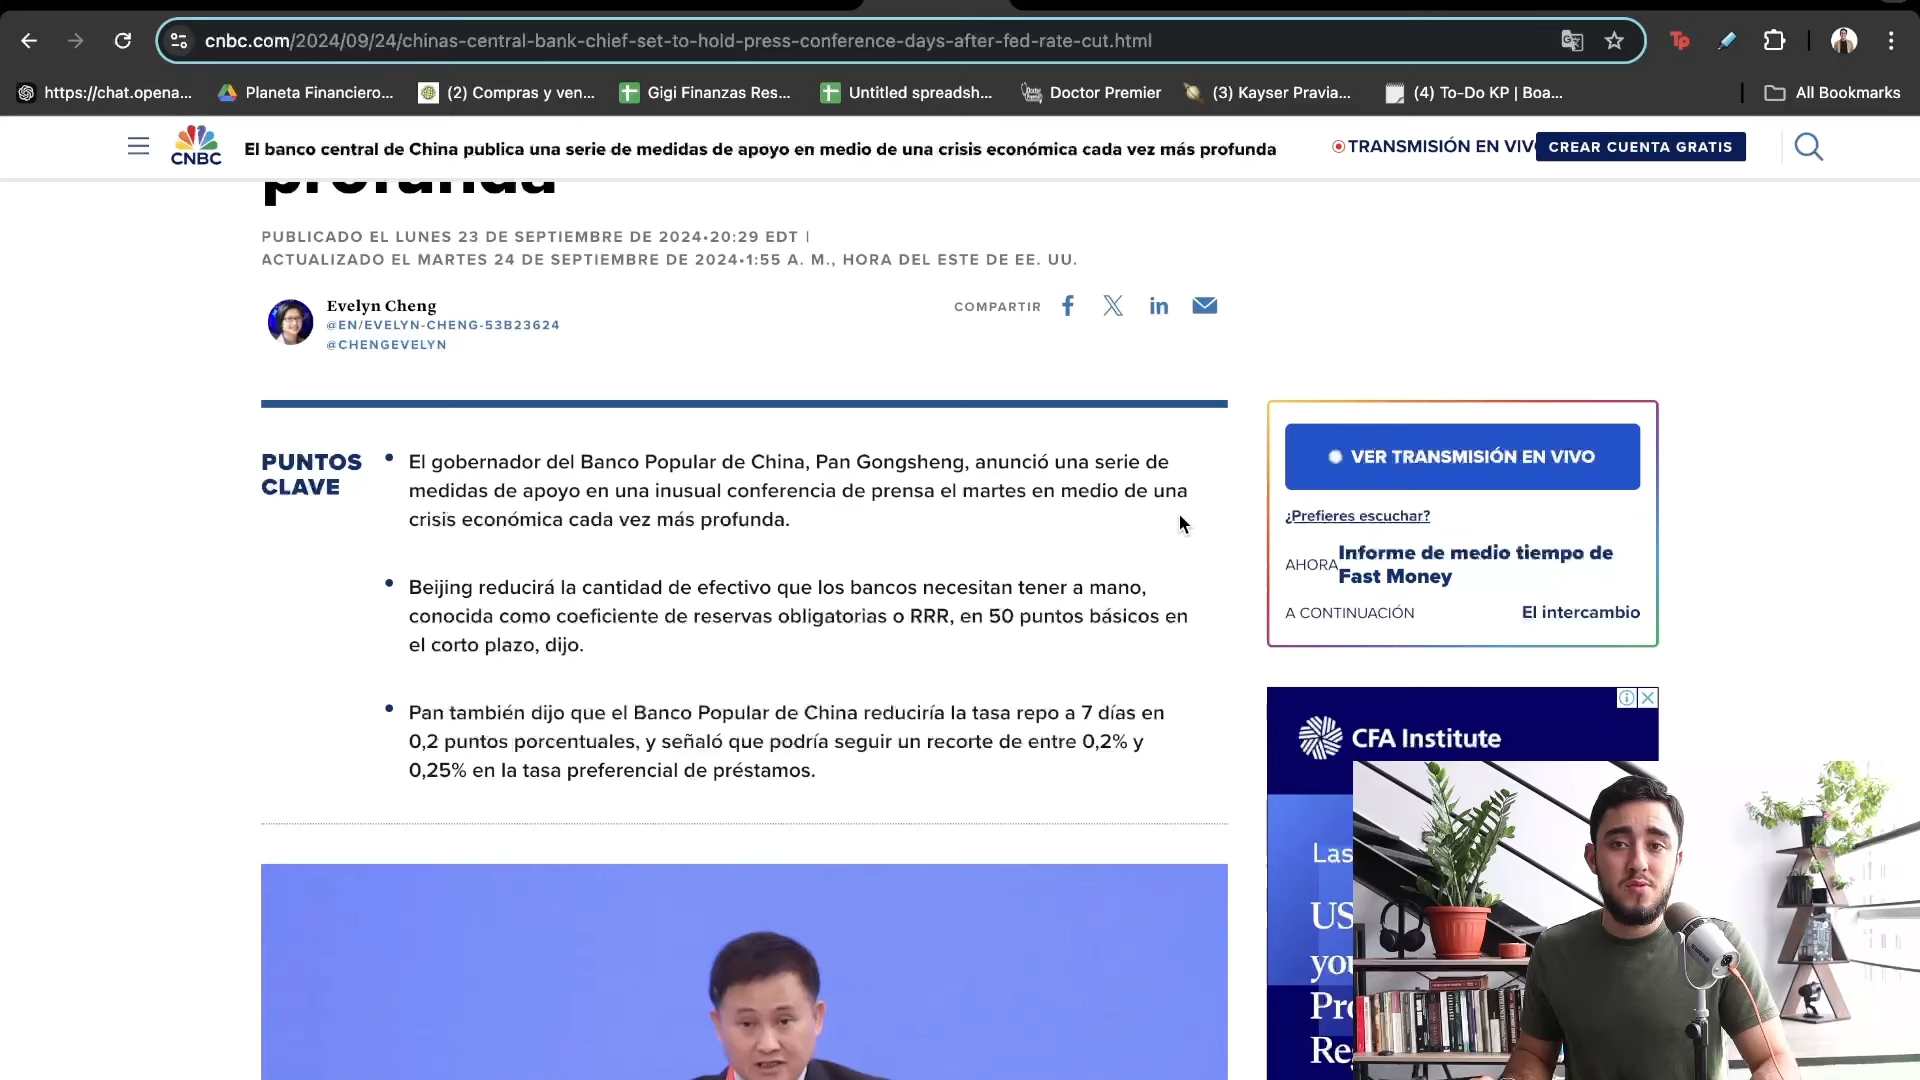 cnbc.com/2024/09/24/chinas-central-bank-chief-set-to-hold-press-conference-days-after-fed-rate-cut.html
Tp
https://chat.opena...
Planeta Financiero...
(2) Compras y ven...
Gigi Finanzas Res...
Untitled spreadsh...
Doctor Premier
(3) Kayser Pravia...
(4) To-Do KP | Boa...
All Bookmarks
CNBC
El banco central de China publica una serie de medidas de apoyo en medio de una crisis económica cada vez más profunda
TRANSMISIÓN EN VIVO
CREAR CUENTA GRATIS
profunda
PUBLICADO EL LUNES 23 DE SEPTIEMBRE DE 2024•20:29 EDT |
ACTUALIZADO EL MARTES 24 DE SEPTIEMBRE DE 2024•1:55 A. M., HORA DEL ESTE DE EE. UU.
Evelyn Cheng
@EN/EVELYN-CHENG-53B23624
@CHENGEVELYN
COMPARTIR
PUNTOS
CLAVE
El gobernador del Banco Popular de China, Pan Gongsheng, anunció una serie de
medidas de apoyo en una inusual conferencia de prensa el martes en medio de una
crisis económica cada vez más profunda.
Beijing reducirá la cantidad de efectivo que los bancos necesitan tener a mano,
conocida como coeficiente de reservas obligatorias o RRR, en 50 puntos básicos en
el corto plazo, dijo.
Pan también dijo que el Banco Popular de China reduciría la tasa repo a 7 días en
0,2 puntos porcentuales, y señaló que podría seguir un recorte de entre 0,2% y
0,25% en la tasa preferencial de préstamos.
VER TRANSMISIÓN EN VIVO
¿Prefieres escuchar?
AHORA
Informe de medio tiempo de
Fast Money
A CONTINUACIÓN
El intercambio
CFA Institute
Las
US
you
Pro
Re